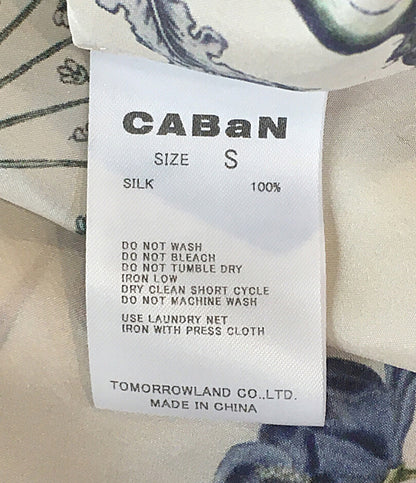 CABaN
SIZE S
SILK 100%
DO NOT WASH
DO NOT BLEACH
DO NOT TUMBLE DRY
IRON LOW
DRY CLEAN SHORT CYCLE
DO NOT MACHINE WASH
USE LAUNDRY NET
IRON WITH PRESS CLOTH
TOMORROWLAND CO.,LTD.
MADE IN CHINA